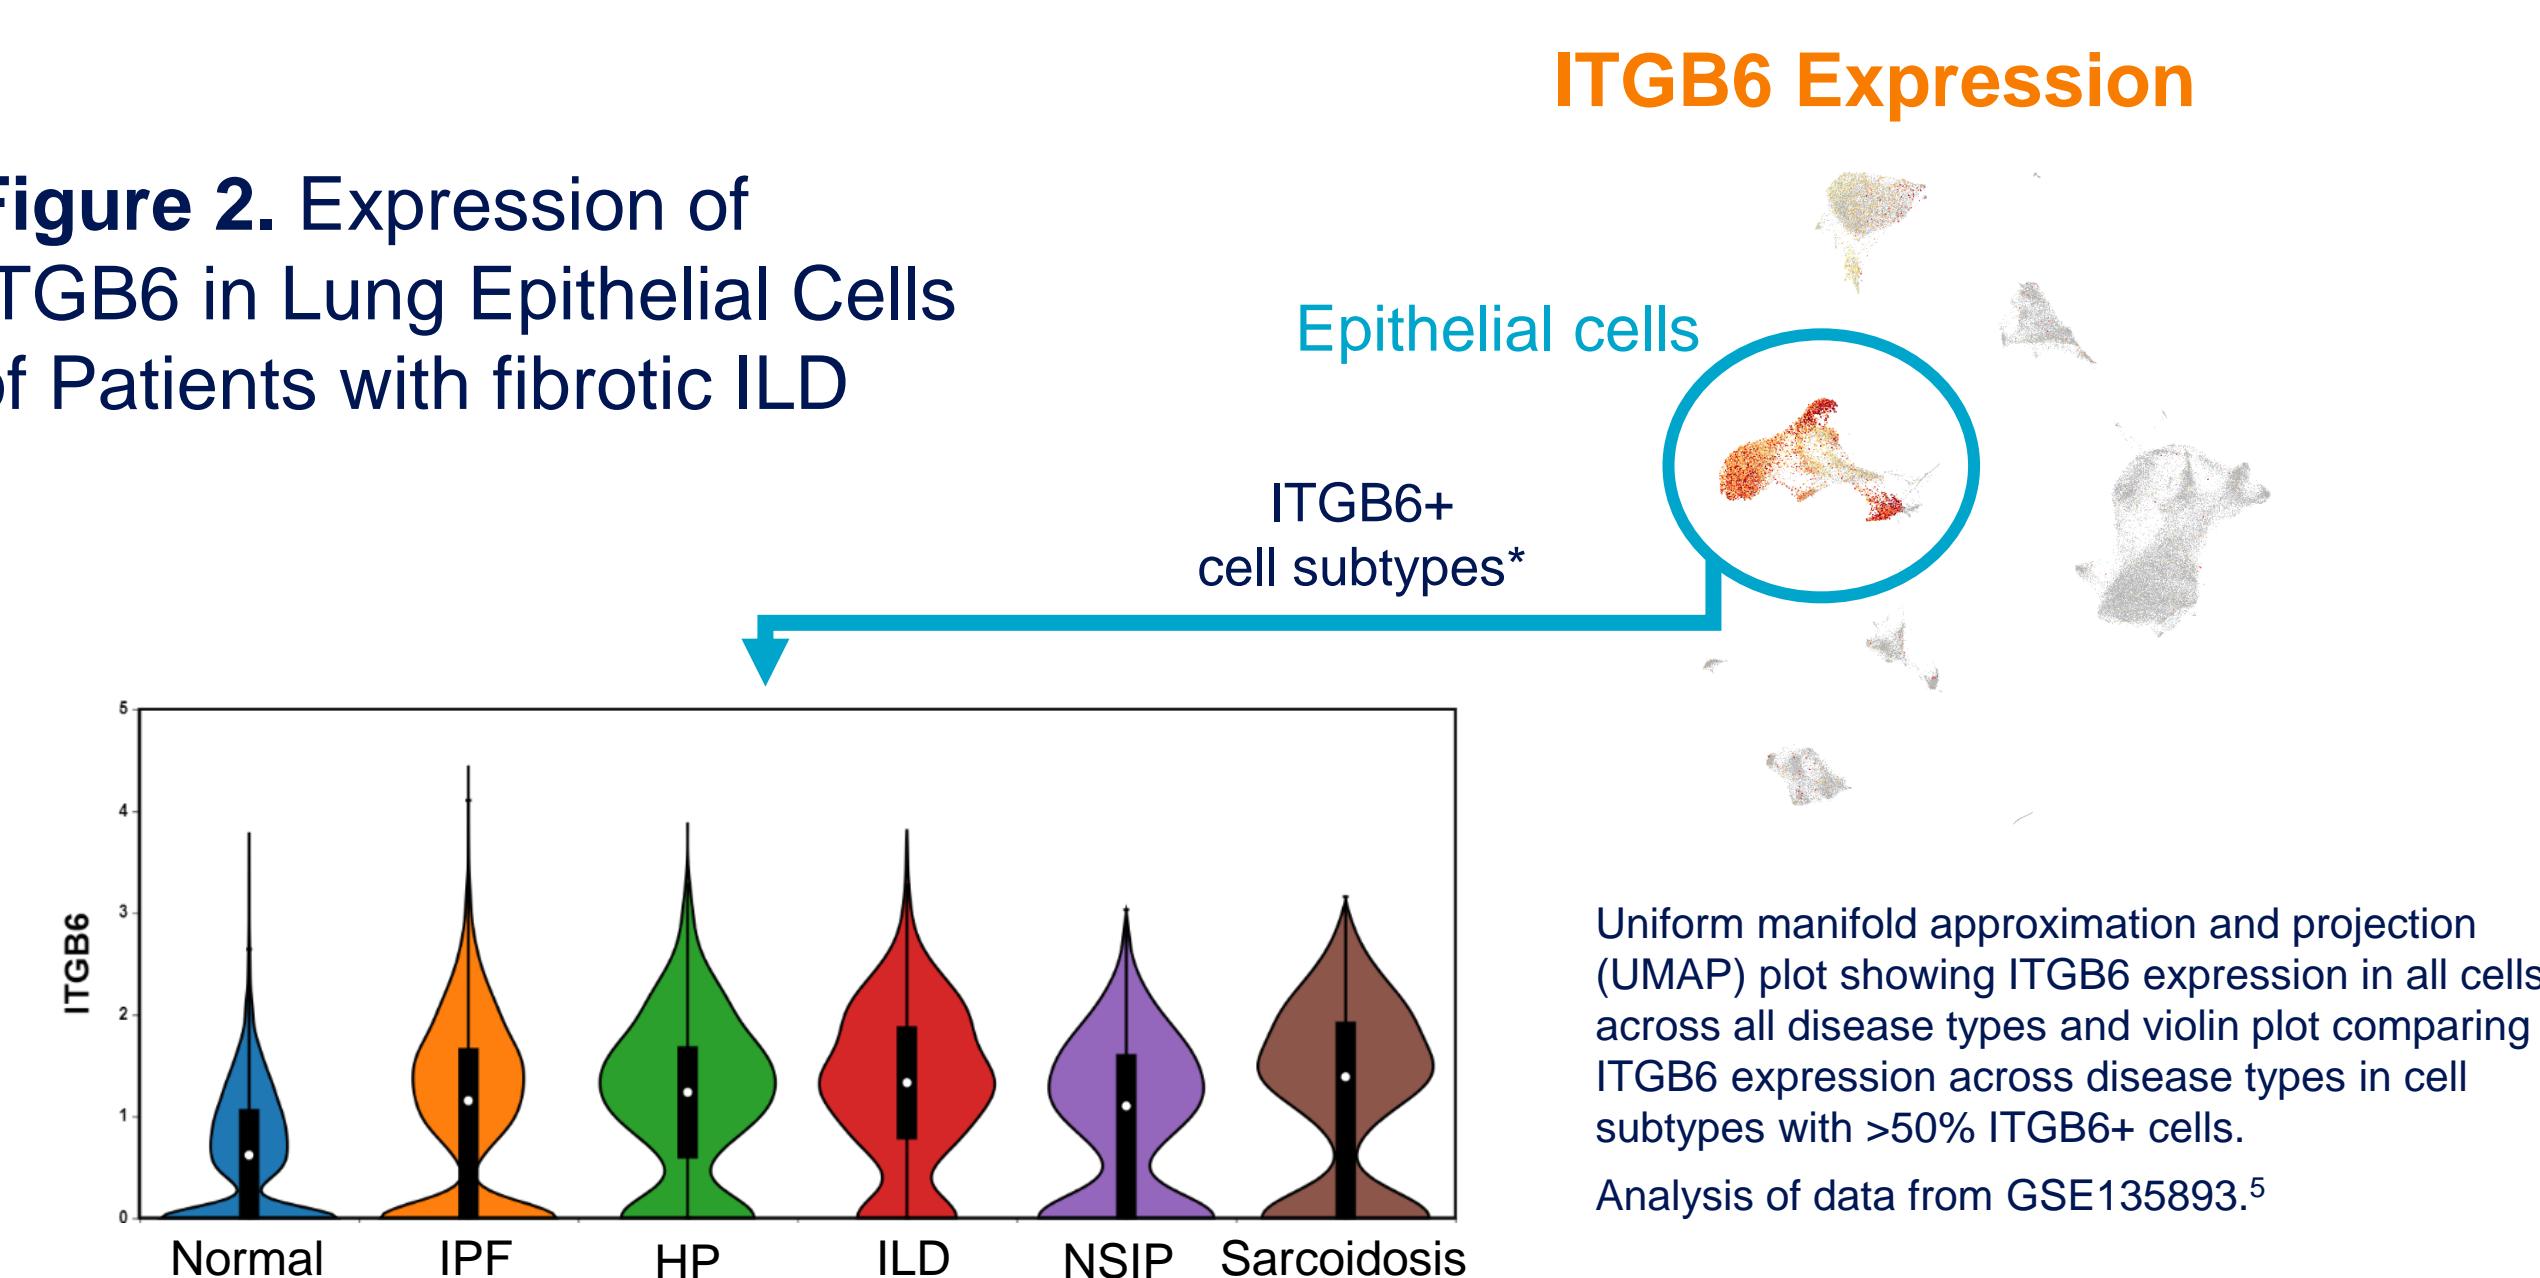 ITGB6 Expression
Figure 2. Expression of
ITGB6 in Lung Epithelial Cells
of Patients with fibrotic ILD
Epithelial cells
ITGB6+
cell subtypes*
5
4
3
2
1
0
ITGB6
Normal IPF HP ILD NSIP Sarcoidosis
Uniform manifold approximation and projection
(UMAP) plot showing ITGB6 expression in all cells
across all disease types and violin plot comparing
ITGB6 expression across disease types in cell
subtypes with >50% ITGB6+ cells.
Analysis of data from GSE135893.5